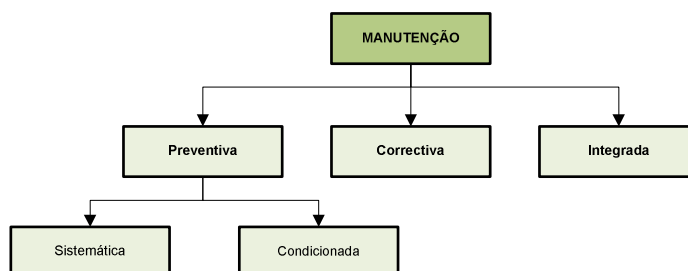 MANUTENÇÃO
Preventiva
Correctiva
Integrada
Sistemática
Condicionada